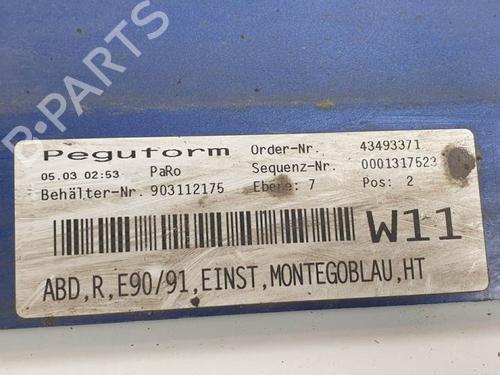 B-PARTS
Peguform Order-Nr. 43493371
05.03 02:53 PaRo Sequenz-Nr. 0001317523
Behälter-Nr. 903112175 Ebene: 7 Pos: 2
W11
ABD,R,E90/91,EINST,MONTEGOBLAU,HT